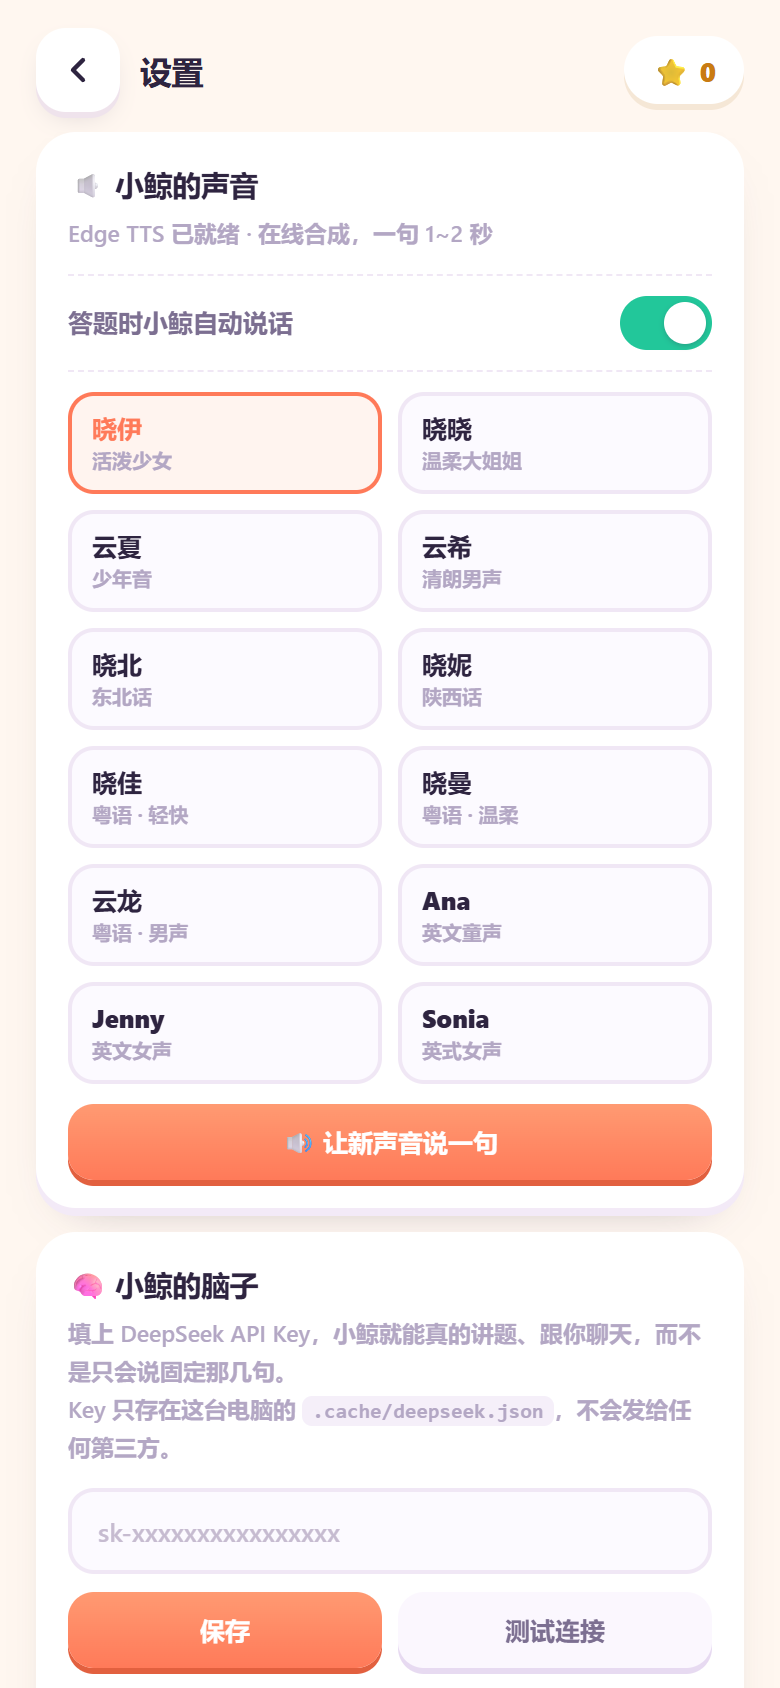 设置
0
小鲸的声音
Edge TTS 已就绪 · 在线合成，一句 1~2 秒
答题时小鲸自动说话
晓伊
活泼少女
晓晓
温柔大姐姐
云夏
少年音
云希
清朗男声
晓北
东北话
晓妮
陕西话
晓佳
粤语 · 轻快
晓曼
粤语 · 温柔
云龙
粤语 · 男声
Ana
英文童声
Jenny
英文女声
Sonia
英式女声
让新声音说一句
小鲸的脑子
填上 DeepSeek API Key，小鲸就能真的讲题、跟你聊天，而不
是只会说固定那几句。
Key 只存在这台电脑的 .cache/deepseek.json，不会发给任
何第三方。
sk-xxxxxxxxxxxxxxxx
保存
测试连接